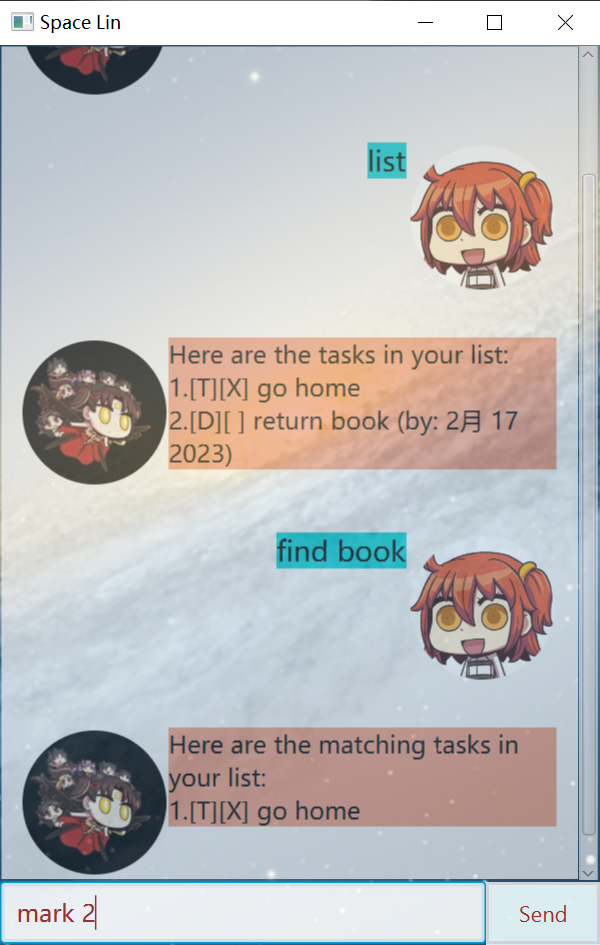 Space Lin
list
Here are the tasks in your list:
1.[T][X] go home
2.[D][ ] return book (by: 2月 17
2023)
find book
Here are the matching tasks in
your list:
1.[T][X] go home
mark 2
Send